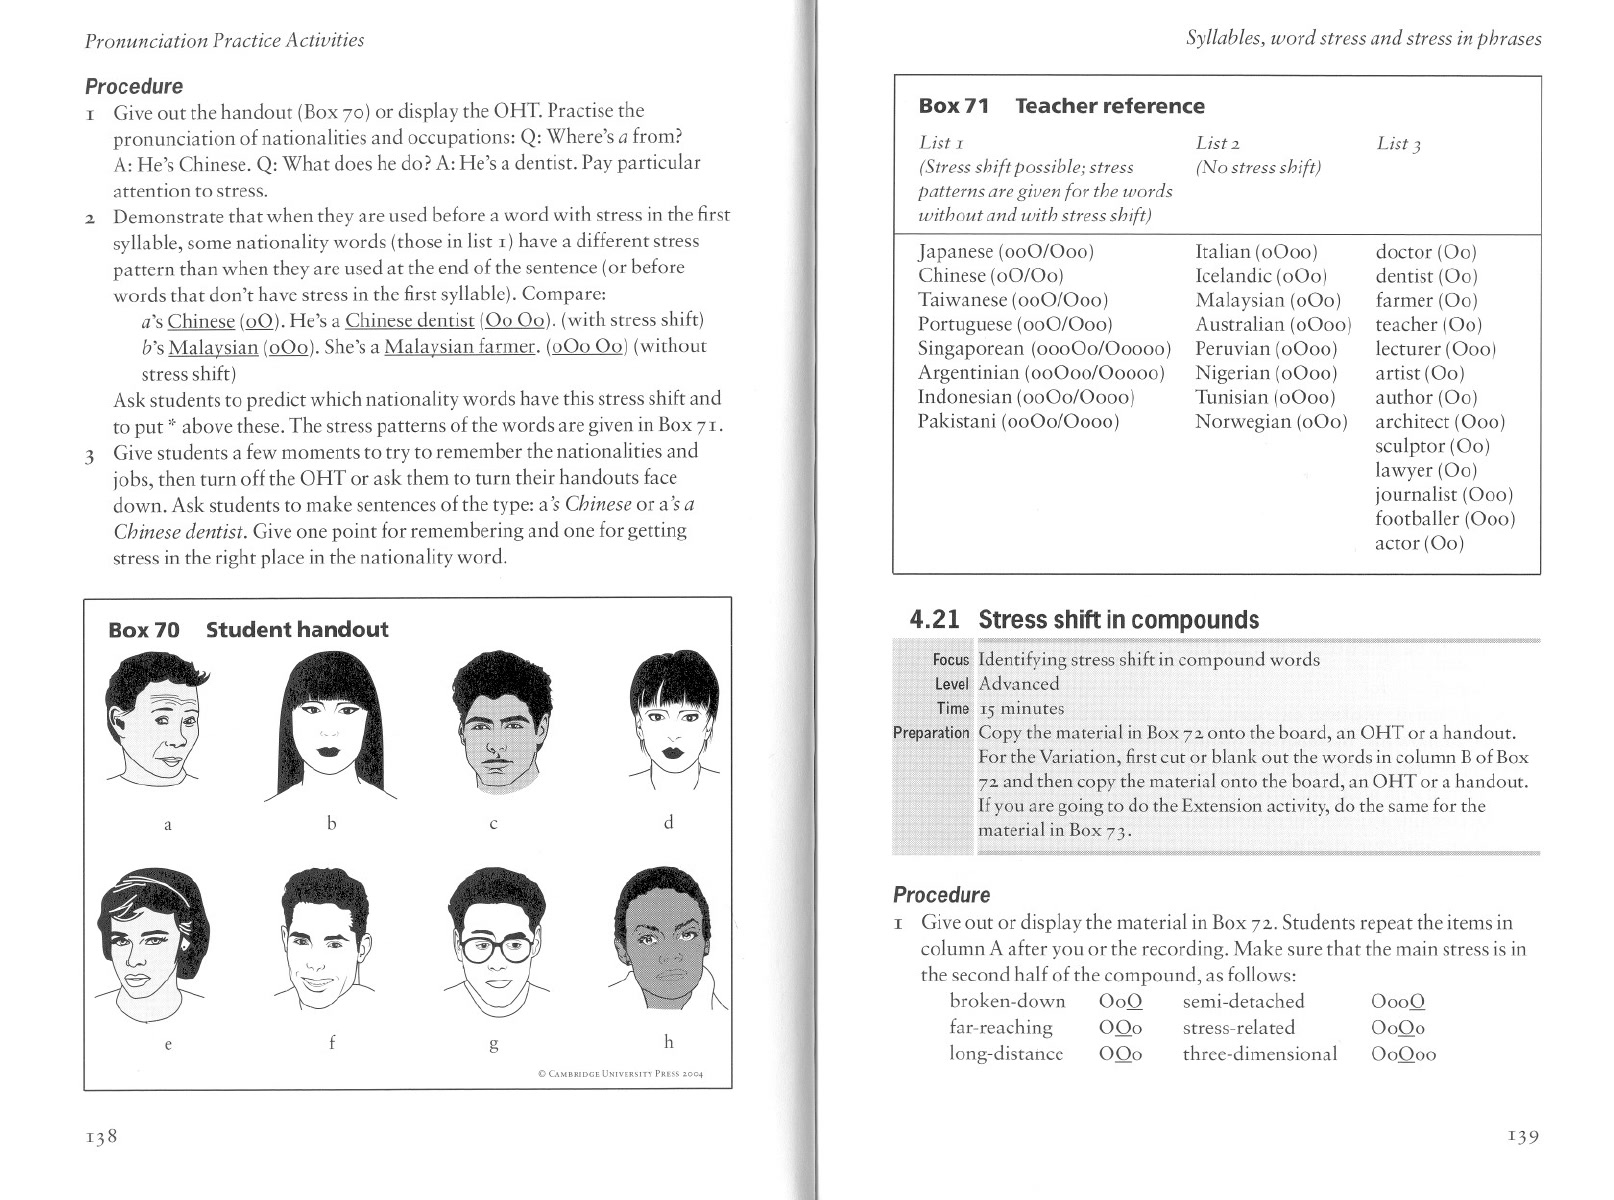 Pronunciation Practice Activities
Procedure
1 Give out the handout (Box 70) or display the OHT. Practise the
pronunciation of nationalities and occupations: Q: Where's a from?
A: He's Chinese. Q: What does he do? A: He's a dentist. Pay particular
attention to stress.
2 Demonstrate that when they are used before a word with stress in the first
syllable, some nationality words (those in list 1) have a different stress
pattern than when they are used at the end of the sentence (or before
words that don't have stress in the first syllable). Compare:
a's Chinese (oO). He's a Chinese dentist (Oo Oo). (with stress shift)
b's Malaysian (oOo). She's a Malaysian farmer. (oOo Oo) (without
stress shift)
Ask students to predict which nationality words have this stress shift and
to put * above these. The stress patterns of the words are given in Box 71.
3 Give students a few moments to try to remember the nationalities and
jobs, then turn off the OHT or ask them to turn their handouts face
down. Ask students to make sentences of the type: a's Chinese or a's a
Chinese dentist. Give one point for remembering and one for getting
stress in the right place in the nationality word.
Box 70 Student handout
a b c d
e f g h
© CAMBRIDGE UNIVERSITY PRESS 2004
138
Syllables, word stress and stress in phrases
Box 71 Teacher reference
List 1 List 2 List 3
(Stress shift possible; stress (No stress shift)
patterns are given for the words
without and with stress shift)
Japanese (ooO/Ooo) Italian (oOoo) doctor (Oo)
Chinese (oO/Oo) Icelandic (oOo) dentist (Oo)
Taiwanese (ooO/Ooo) Malaysian (oOo) farmer (Oo)
Portuguese (ooO/Ooo) Australian (oOoo) teacher (Oo)
Singaporean (oooOo/Ooooo) Peruvian (oOoo) lecturer (Ooo)
Argentinian (ooOoo/Ooooo) Nigerian (oOoo) artist (Oo)
Indonesian (ooOo/Oooo) Tunisian (oOoo) author (Oo)
Pakistani (ooOo/Oooo) Norwegian (oOo) architect (Ooo)
sculptor (Oo)
lawyer (Oo)
journalist (Ooo)
footballer (Ooo)
actor (Oo)
4.21 Stress shift in compounds
Focus Identifying stress shift in compound words
Level Advanced
Time 15 minutes
Preparation Copy the material in Box 72 onto the board, an OHT or a handout.
For the Variation, first cut or blank out the words in column B of Box
72 and then copy the material onto the board, an OHT or a handout.
If you are going to do the Extension activity, do the same for the
material in Box 73.
Procedure
1 Give out or display the material in Box 72. Students repeat the items in
column A after you or the recording. Make sure that the main stress is in
the second half of the compound, as follows:
broken-down OoO semi-detached OooO
far-reaching OOo stress-related OoOo
long-distance OOo three-dimensional OoOoo
139